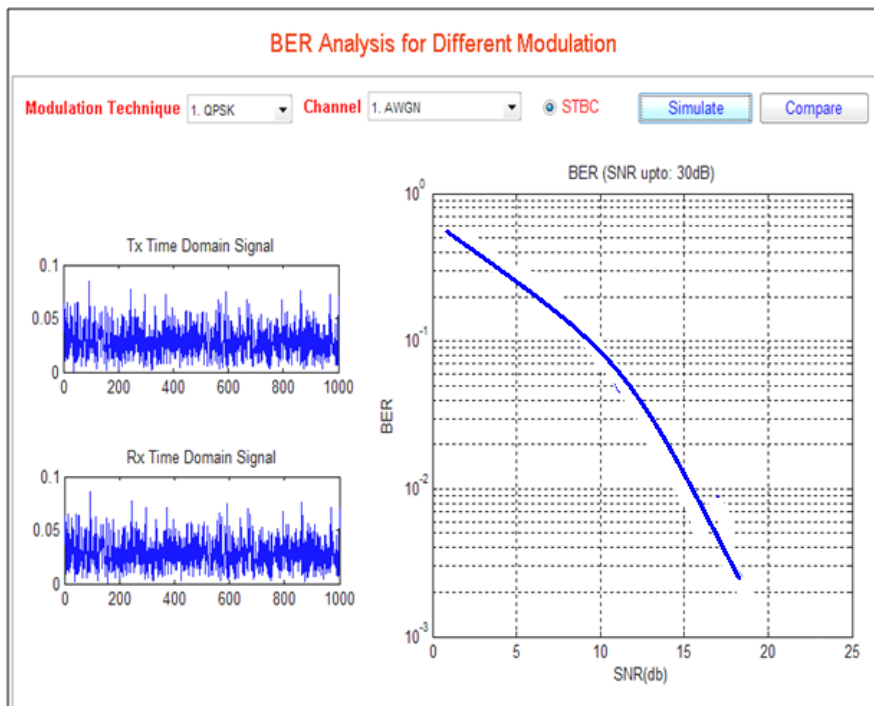 BER Analysis for Different Modulation
Modulation Technique 1. QPSK Channel 1. AWGN STBC Simulate Compare
Tx Time Domain Signal
0.1
0.05
0
0 200 400 600 800 1000
Rx Time Domain Signal
0.1
0.05
0
0 200 400 600 800 1000
BER (SNR upto: 30dB)
10^0
10^-1
10^-2
10^-3
BER
0 5 10 15 20 25
SNR(db)